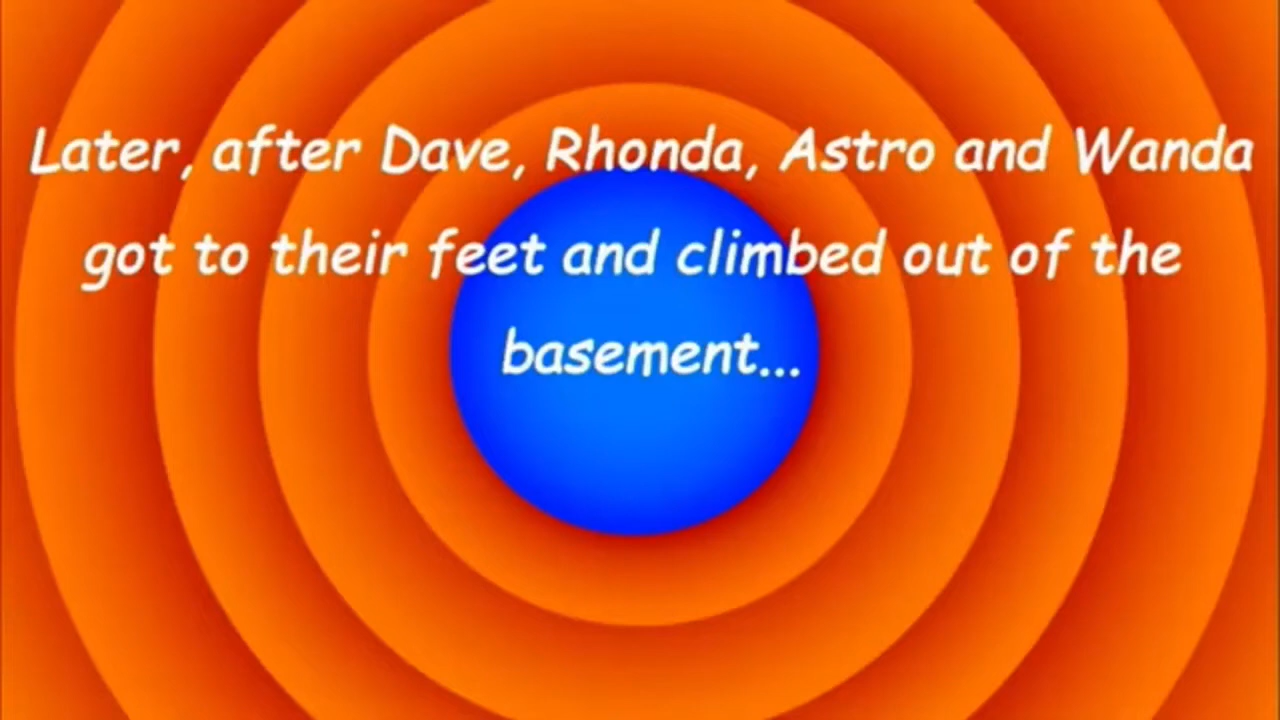 Later, after Dave, Rhonda, Astro and Wanda
got to their feet and climbed out of the
basement...